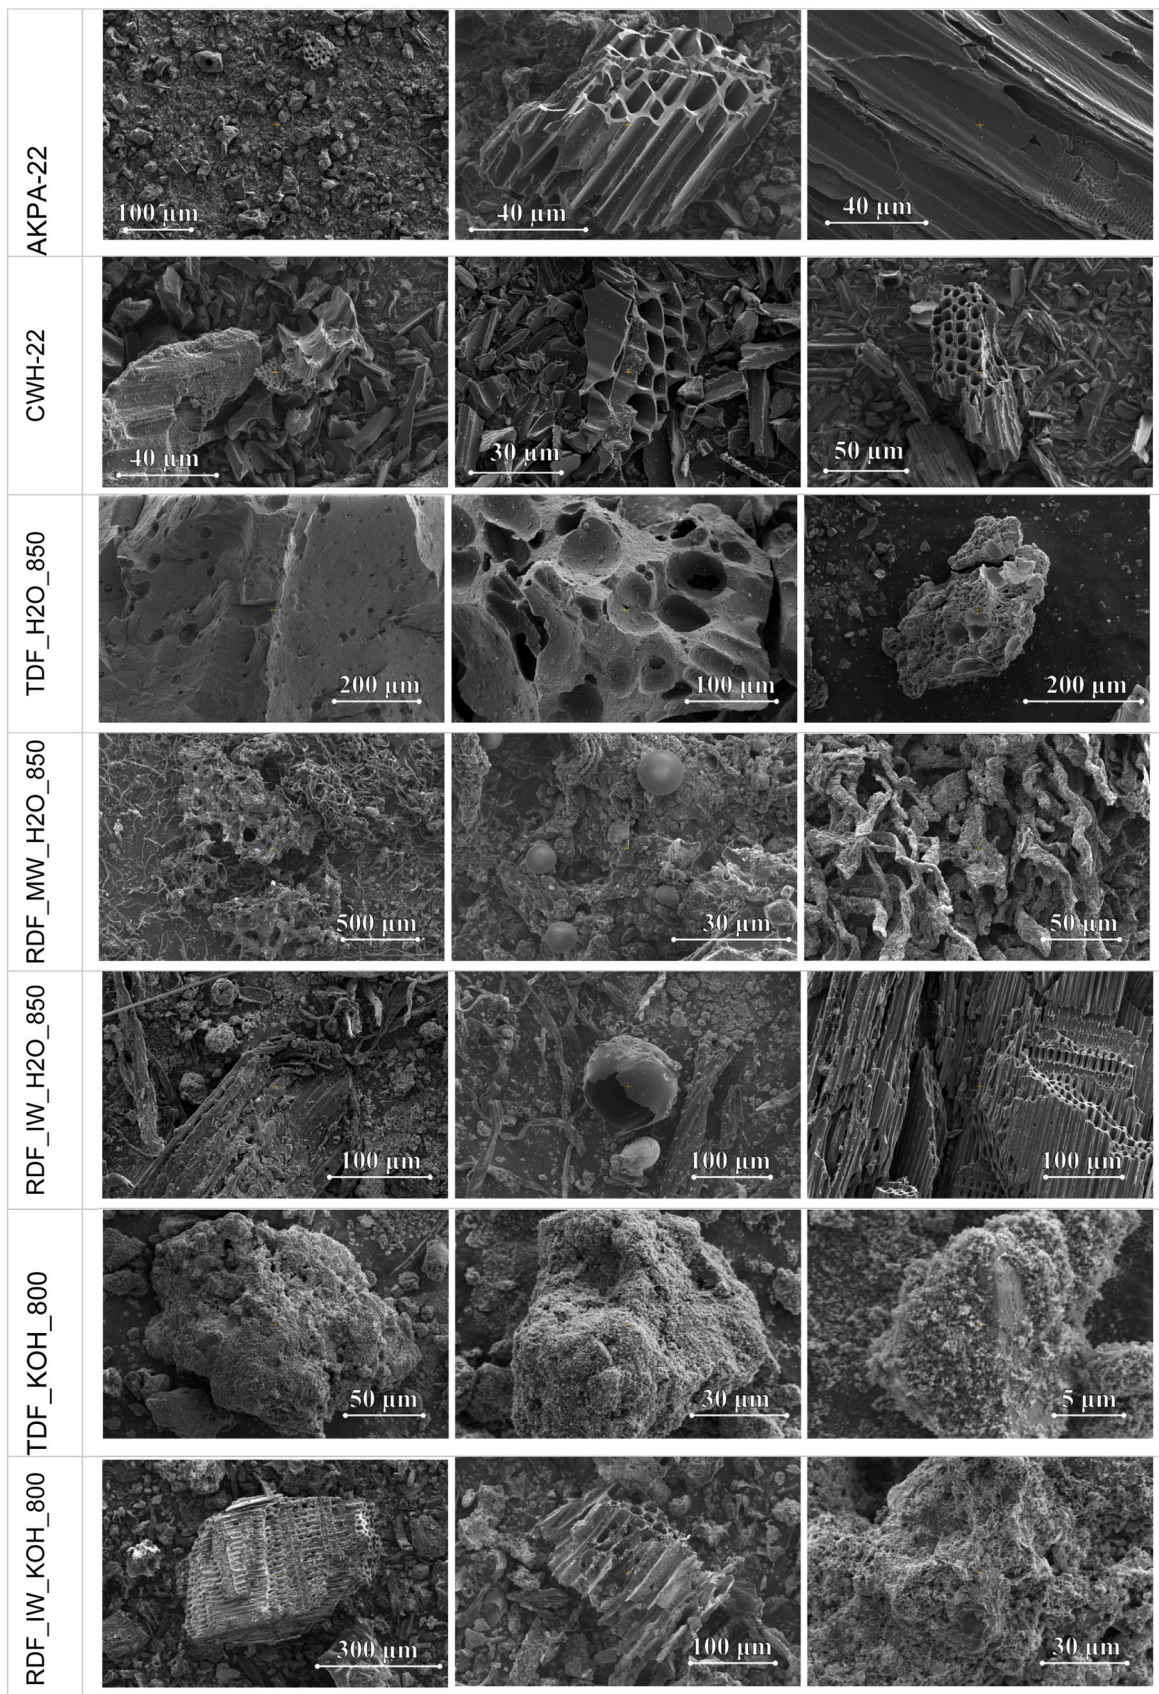 AKPA-22
100 µm
40 µm
40 µm
CWH-22
40 µm
30 µm
50 µm
TDF_H2O_850
200 µm
100 µm
200 µm
RDF_MW_H2O_850
500 µm
30 µm
50 µm
RDF_IW_H2O_850
100 µm
100 µm
100 µm
TDF_KOH_800
50 µm
30 µm
5 µm
RDF_IW_KOH_800
300 µm
100 µm
30 µm